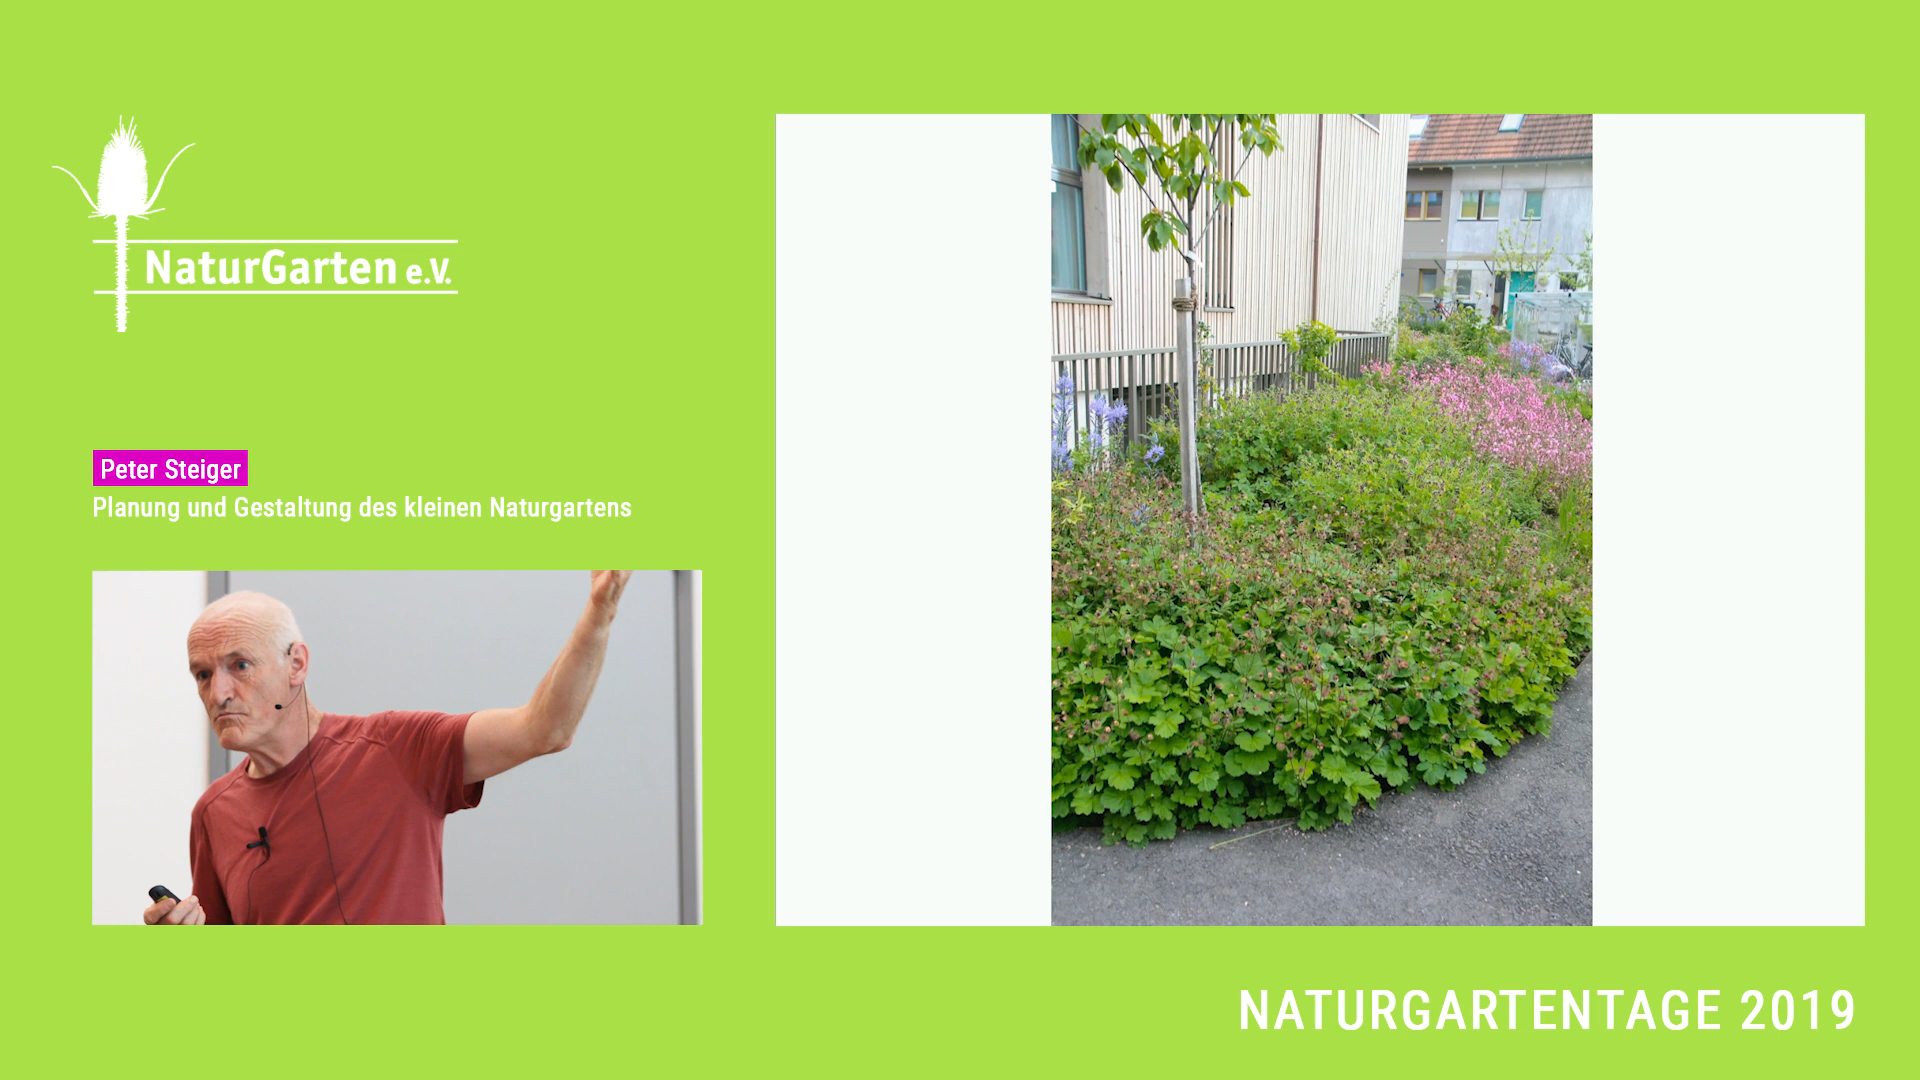 NaturGarten e.V.
Peter Steiger
Planung und Gestaltung des kleinen Naturgartens
NATURGARTENTAGE 2019